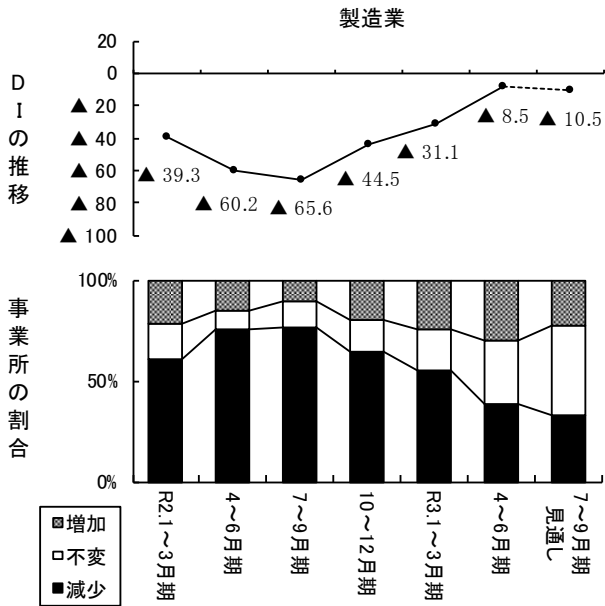 製造業
DIの推移
20
0
▲ 20
▲ 40
▲ 60
▲ 80
▲ 100
▲ 39.3
▲ 60.2
▲ 65.6
▲ 44.5
▲ 31.1
▲ 8.5
▲ 10.5
事業所の割合
100%
50%
0%
R2.1～3月期
4～6月期
7～9月期
10～12月期
R3.1～3月期
4～6月期
7～9月期
見通し
増加
不変
減少